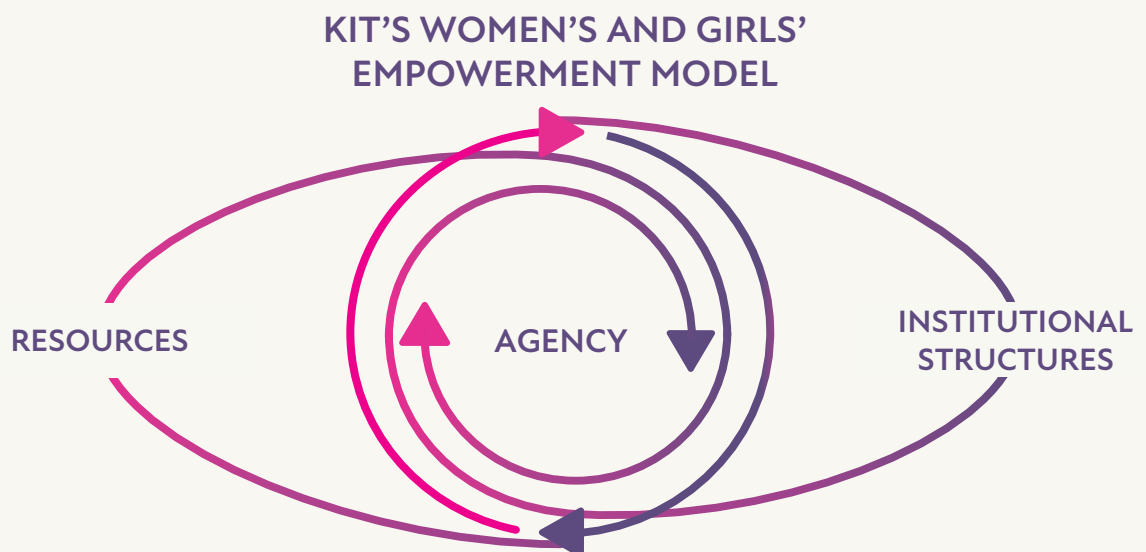 KIT’S WOMEN’S AND GIRLS’
EMPOWERMENT MODEL
RESOURCES
AGENCY
INSTITUTIONAL
STRUCTURES